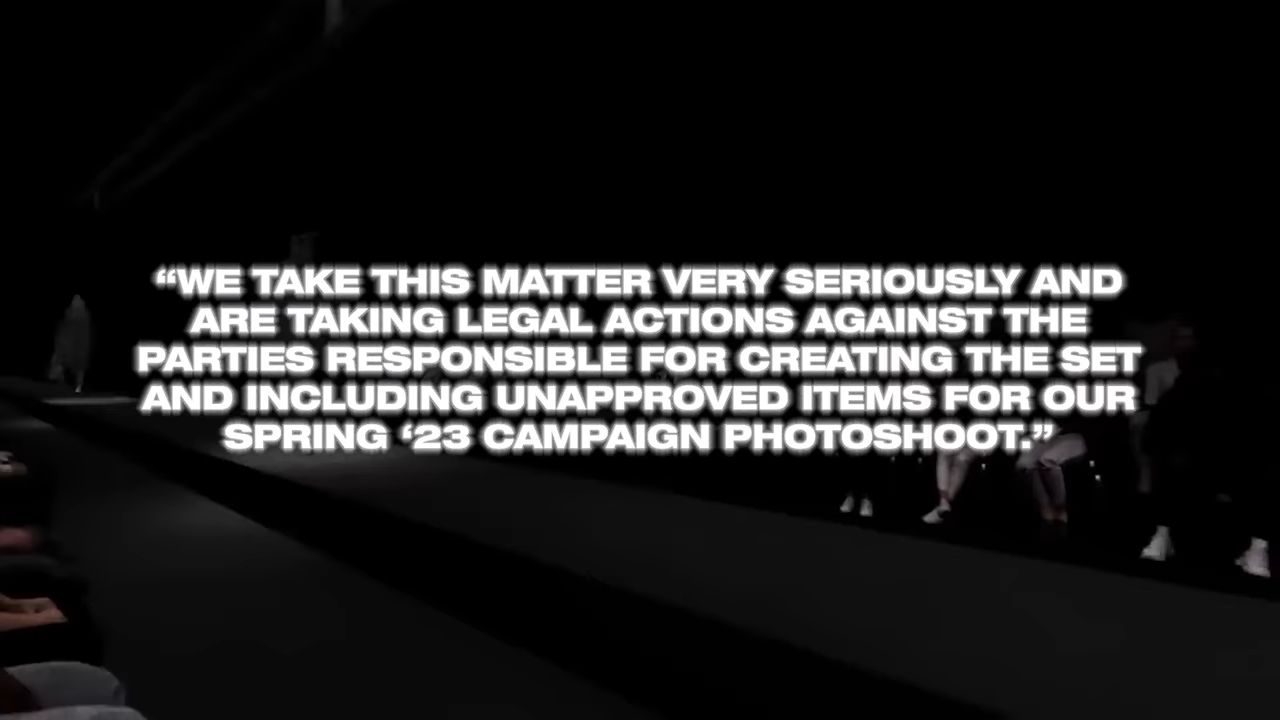 “WE TAKE THIS MATTER VERY SERIOUSLY AND
ARE TAKING LEGAL ACTIONS AGAINST THE
PARTIES RESPONSIBLE FOR CREATING THE SET
AND INCLUDING UNAPPROVED ITEMS FOR OUR
SPRING ‘23 CAMPAIGN PHOTOSHOOT.”